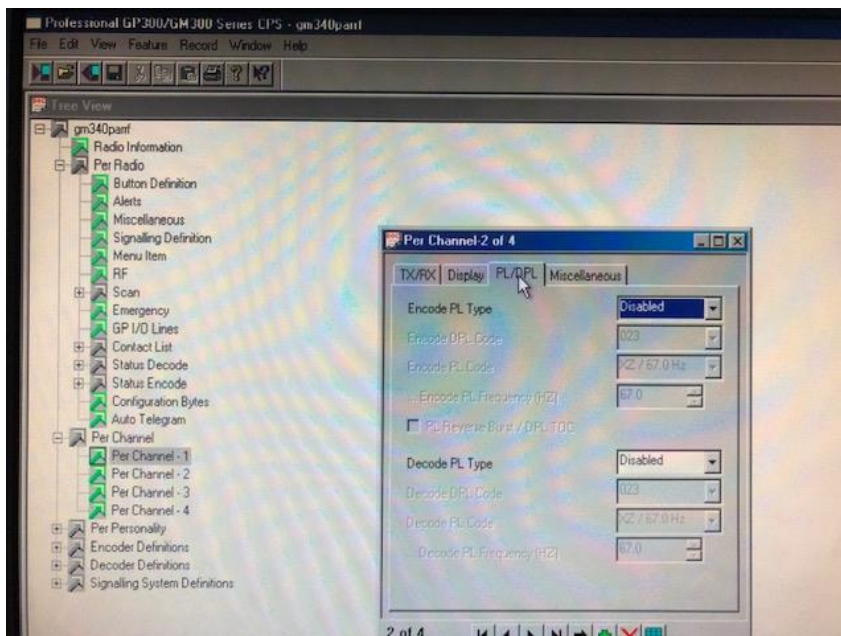 Professional GP300/GM300 Series CPS - gm340parrf
File Edit View Feature Record Window Help
Tree View
gm340parrf
Radio Information
Per Radio
Button Definition
Alerts
Miscellaneous
Signalling Definition
Menu Item
RF
Scan
Emergency
GP I/O Lines
Contact List
Status Decode
Status Encode
Configuration Bytes
Auto Telegram
Per Channel
Per Channel - 1
Per Channel - 2
Per Channel - 3
Per Channel - 4
Per Personality
Encoder Definitions
Decoder Definitions
Signalling System Definitions
Per Channel-2 of 4
TX/RX Display PL/DPL Miscellaneous
Encode PL Type Disabled
Encode DPL Code 023
Encode PL Code XZ / 67.0 Hz
...Encode PL Frequency (HZ) 67.0
PL Reverse Burst / DPL TOC
Decode PL Type Disabled
Decode DPL Code 023
Decode PL Code XZ / 67.0 Hz
...Decode PL Frequency (HZ) 67.0
2 of 4